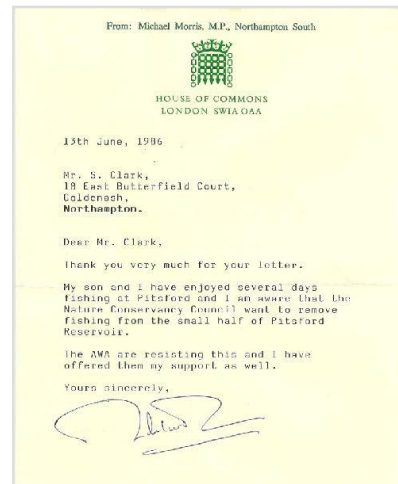 From: Michael Morris, M.P., Northampton South
HOUSE OF COMMONS
LONDON SW1A 0AA
13th June, 1986
Mr. S. Clark,
18 East Butterfield Court,
Coldenash,
Northampton.
Dear Mr. Clark,
Thank you very much for your letter.
My son and I have enjoyed several days
fishing at Pitsford and I am aware that the
Nature Conservancy Council want to remove
fishing from the small half of Pitsford
Reservoir.
The AWA are resisting this and I have
offered them my support as well.
Yours sincerely,